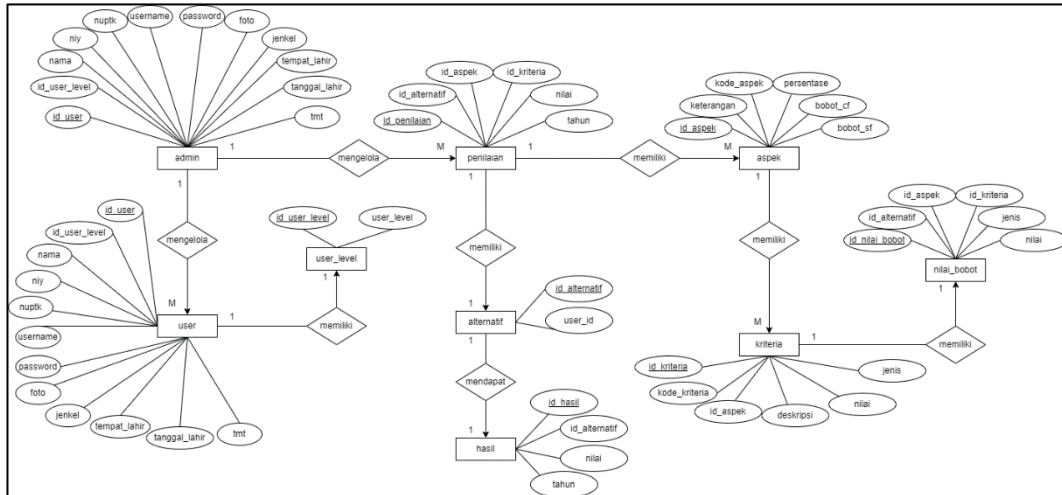 username
password
nuptk
foto
niy
jenkel
nama
tempat_lahir
id_user_level
tanggal_lahir
id_user
tmt
admin
1
mengelola
M
penilaian
id_aspek
id_kriteria
id_alternatif
nilai
id_penilaian
tahun
1
memiliki
M
aspek
kode_aspek
persentase
keterangan
bobot_cf
id_aspek
bobot_sf
1
mengelola
M
user
id_user
id_user_level
nama
niy
nuptk
username
password
foto
jenkel
tempat_lahir
tanggal_lahir
tmt
1
memiliki
1
user_level
id_user_level
user_level
1
memiliki
1
alternatif
id_alternatif
user_id
1
mendapat
1
hasil
id_hasil
id_alternatif
nilai
tahun
1
memiliki
M
kriteria
id_kriteria
kode_kriteria
id_aspek
deskripsi
nilai
jenis
1
memiliki
1
nilai_bobot
id_aspek
id_kriteria
id_alternatif
jenis
id_nilai_bobot
nilai